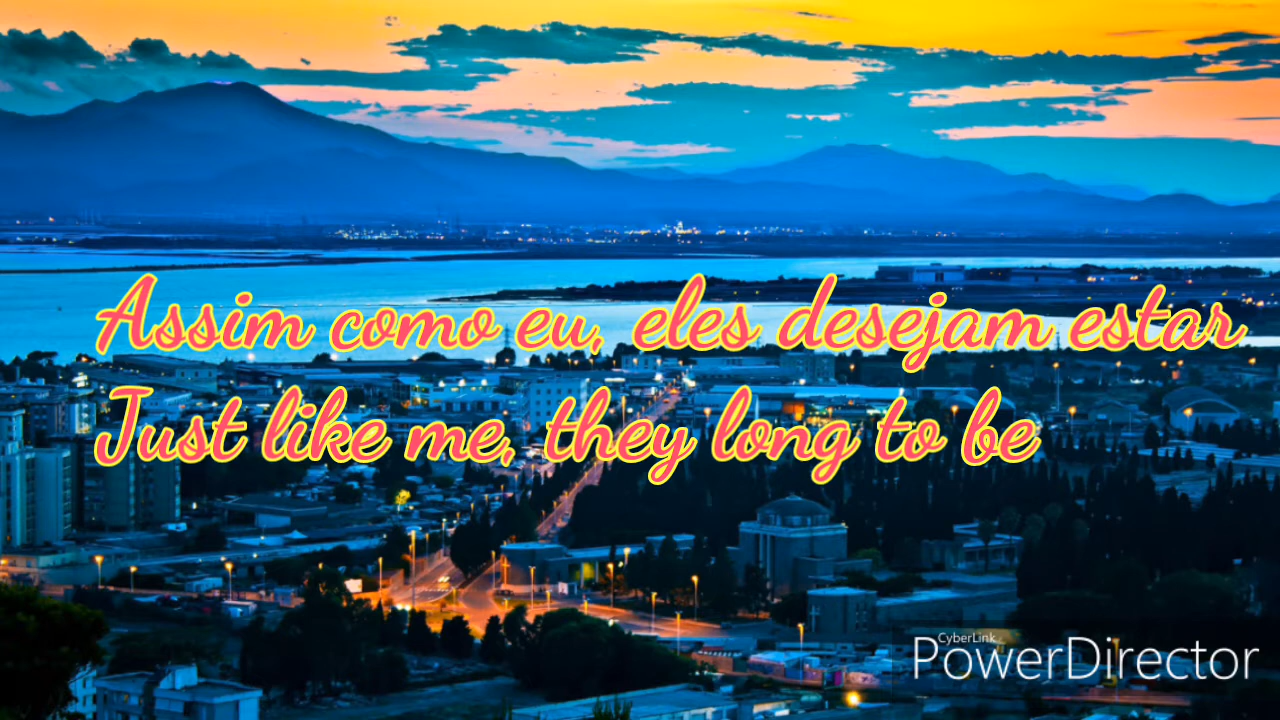 Assim como eu, eles desejam estar
Just like me, they long to be
CyberLink
PowerDirector